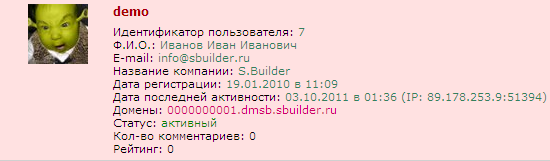 demo
Идентификатор пользователя: 7
Ф.И.О.: Иванов Иван Иванович
E-mail: info@sbuilder.ru
Название компании: S.Builder
Дата регистрации: 19.01.2010 в 11:09
Дата последней активности: 03.10.2011 в 01:36 (IP: 89.178.253.9:51394)
Домены: 0000000001.dmsb.sbuilder.ru
Статус: активный
Кол-во комментариев: 0
Рейтинг: 0